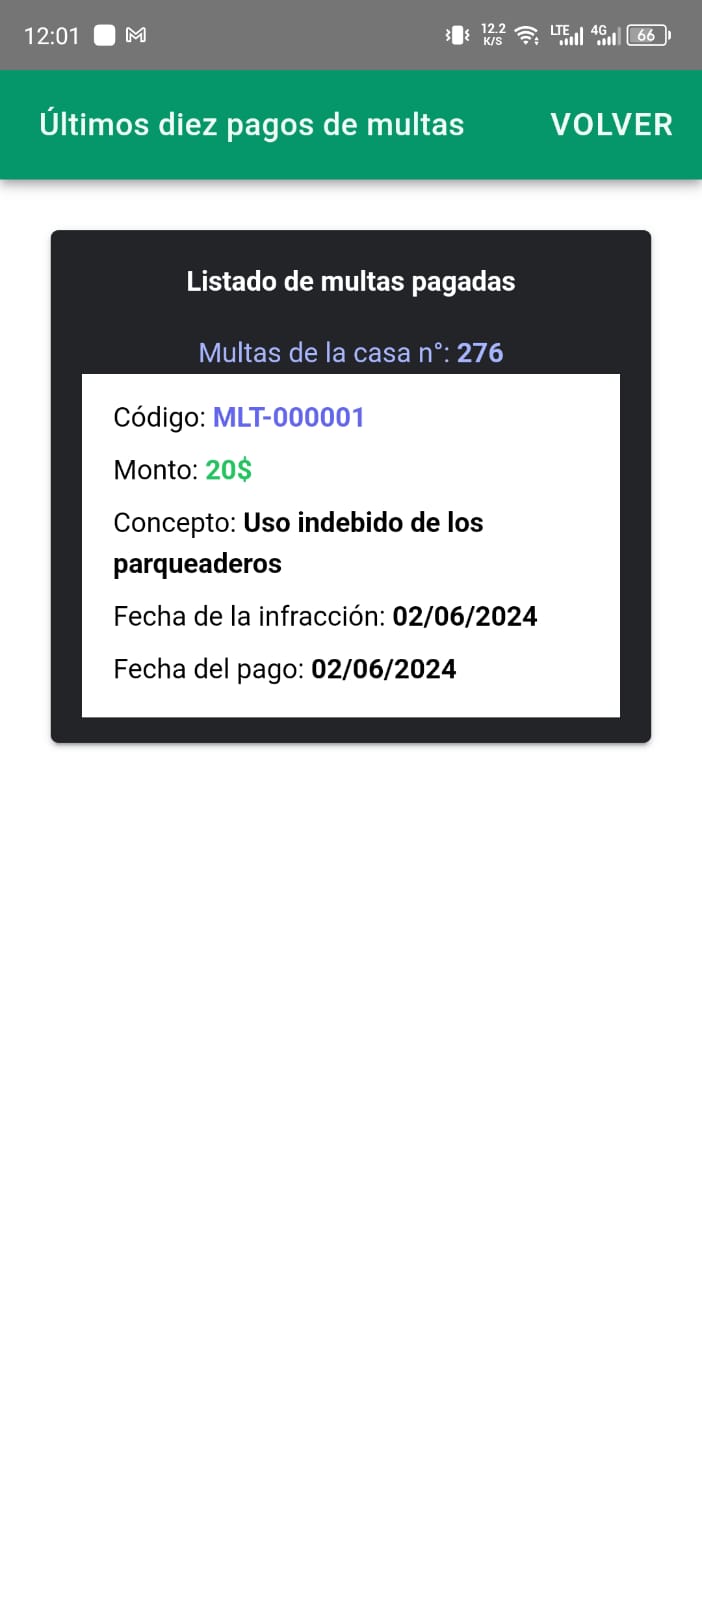 12:01
12.2
K/S
LTE
4G
66
Últimos diez pagos de multas
VOLVER
Listado de multas pagadas
Multas de la casa n°: 276
Código: MLT-000001
Monto: 20$
Concepto: Uso indebido de los
parqueaderos
Fecha de la infracción: 02/06/2024
Fecha del pago: 02/06/2024